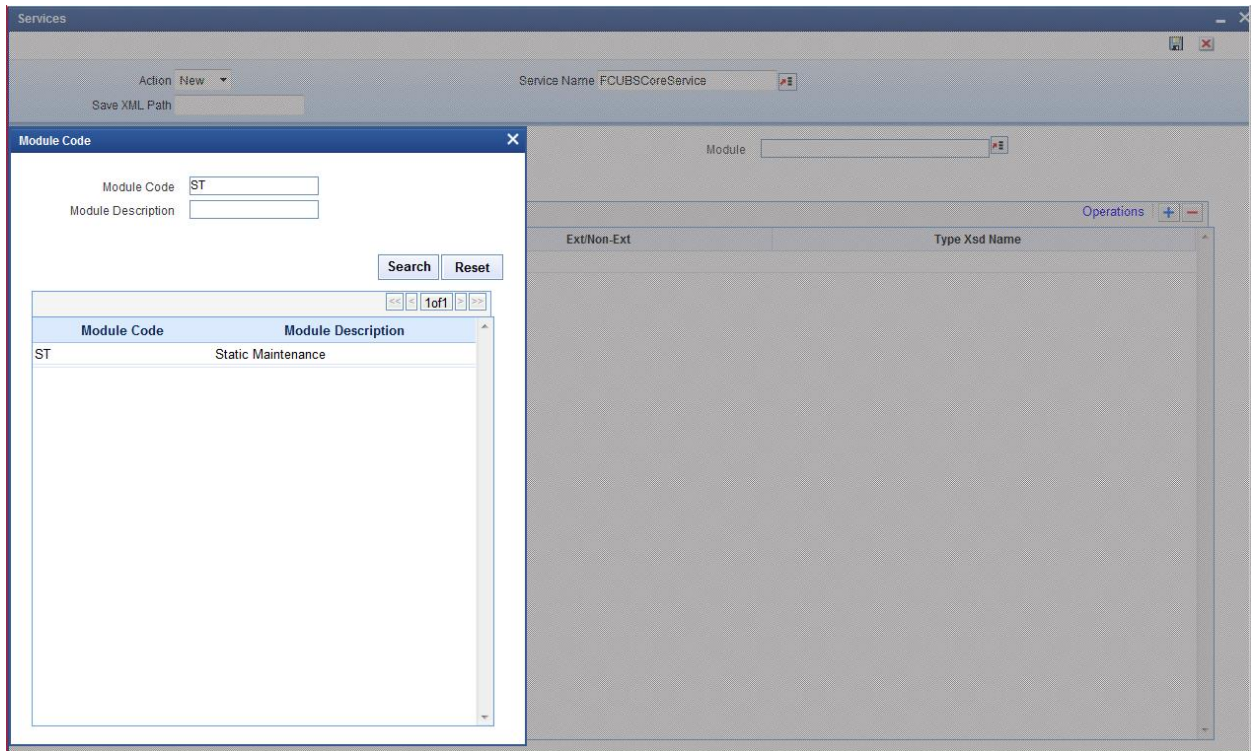 Services
Action New
Service Name FCUBSCoreService
Save XML Path
Module Code
Module
Module Code ST
Module Description
Operations
Ext/Non-Ext
Type Xsd Name
Search Reset
<< < 1of1 > >>
Module Code Module Description
ST Static Maintenance